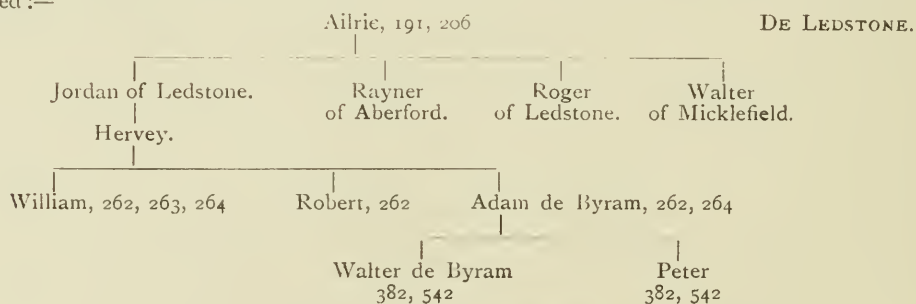 ed :—
Ailric, 191, 206 DE LEDSTONE.
Jordan of Ledstone. Rayner Roger Walter
of Aberford. of Ledstone. of Micklefield.
Hervey.
William, 262, 263, 264 Robert, 262 Adam de Byram, 262, 264
Walter de Byram Peter
382, 542 382, 542